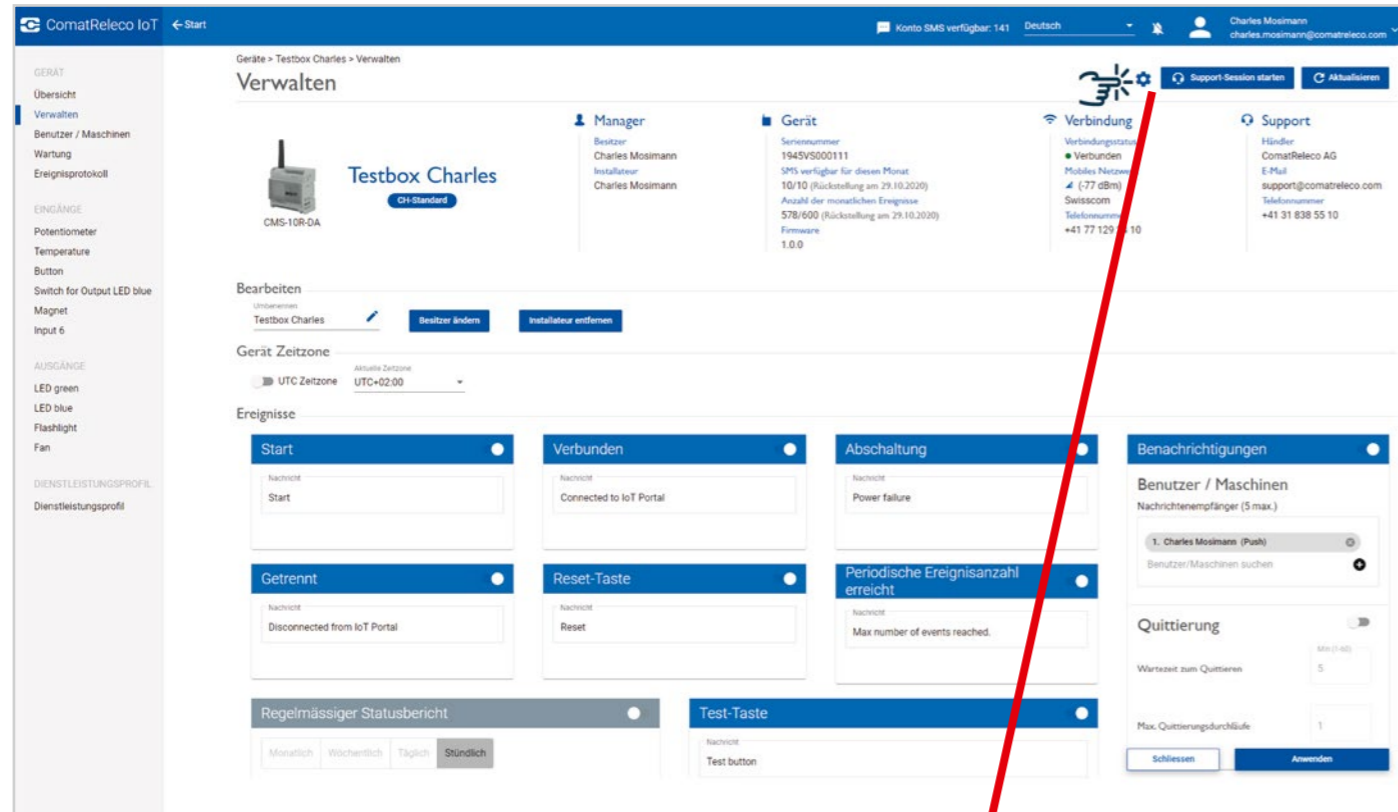 ComatReleco IoT
Start
Konto SMS verfügbar: 141
Deutsch
Charles Mosimann
charles.mosimann@comatreleco.com
GERÄT
Übersicht
Verwalten
Benutzer / Maschinen
Wartung
Ereignisprotokoll
EINGÄNGE
Potentiometer
Temperature
Button
Switch for Output LED blue
Magnet
Input 6
AUSGÄNGE
LED green
LED blue
Flashlight
Fan
DIENSTLEISTUNGSPROFIL
Dienstleistungsprofil
Geräte > Testbox Charles > Verwalten
Verwalten
Support-Session starten
Aktualisieren
CMS-10R-DA
Testbox Charles
CH-Standard
Manager
Besitzer
Charles Mosimann
Installateur
Charles Mosimann
Gerät
Seriennummer
1945VS000111
SMS verfügbar für diesen Monat
10/10 (Rückstellung am 29.10.2020)
Anzahl der monatlichen Ereignisse
578/600 (Rückstellung am 29.10.2020)
Firmware
1.0.0
Verbindung
Verbindungsstatus
Verbunden
Mobiles Netzwerk
(-77 dBm)
Swisscom
Telefonnummer
+41 77 129 10
Support
Händler
ComatReleco AG
E-Mail
support@comatreleco.com
Telefonnummer
+41 31 838 55 10
Bearbeiten
Umbenennen
Testbox Charles
Besitzer ändern
Installateur entfernen
Gerät Zeitzone
UTC Zeitzone
Aktuelle Zeitzone
UTC+02:00
Ereignisse
Start
Nachricht
Start
Verbunden
Nachricht
Connected to IoT Portal
Abschaltung
Nachricht
Power failure
Getrennt
Nachricht
Disconnected from IoT Portal
Reset-Taste
Nachricht
Reset
Periodische Ereignisanzahl
erreicht
Nachricht
Max number of events reached.
Regelmässiger Statusbericht
Monatlich
Wöchentlich
Täglich
Stündlich
Test-Taste
Nachricht
Test button
Benachrichtigungen
Benutzer / Maschinen
Nachrichtenempfänger (5 max.)
1. Charles Mosimann (Push)
Benutzer/Maschinen suchen
Quittierung
Min (1-60)
Wartezeit zum Quittieren
5
Max. Quittierungsdurchläufe
1
Schliessen
Anwenden